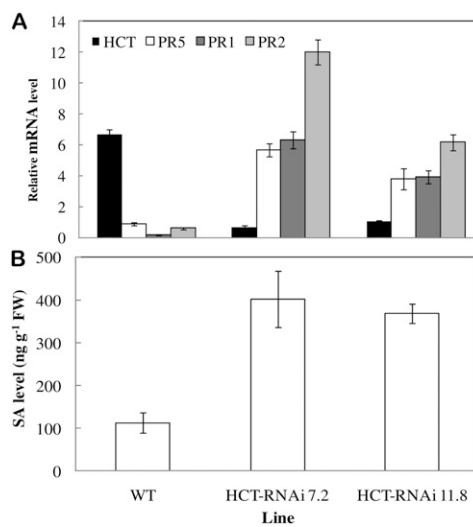 A
14
HCT PR5 PR1 PR2
12
10
8
6
4
2
0
Relative mRNA level
B
500
400
300
200
100
0
SA level (ng g⁻¹ FW)
WT HCT-RNAi 7.2 HCT-RNAi 11.8
Line